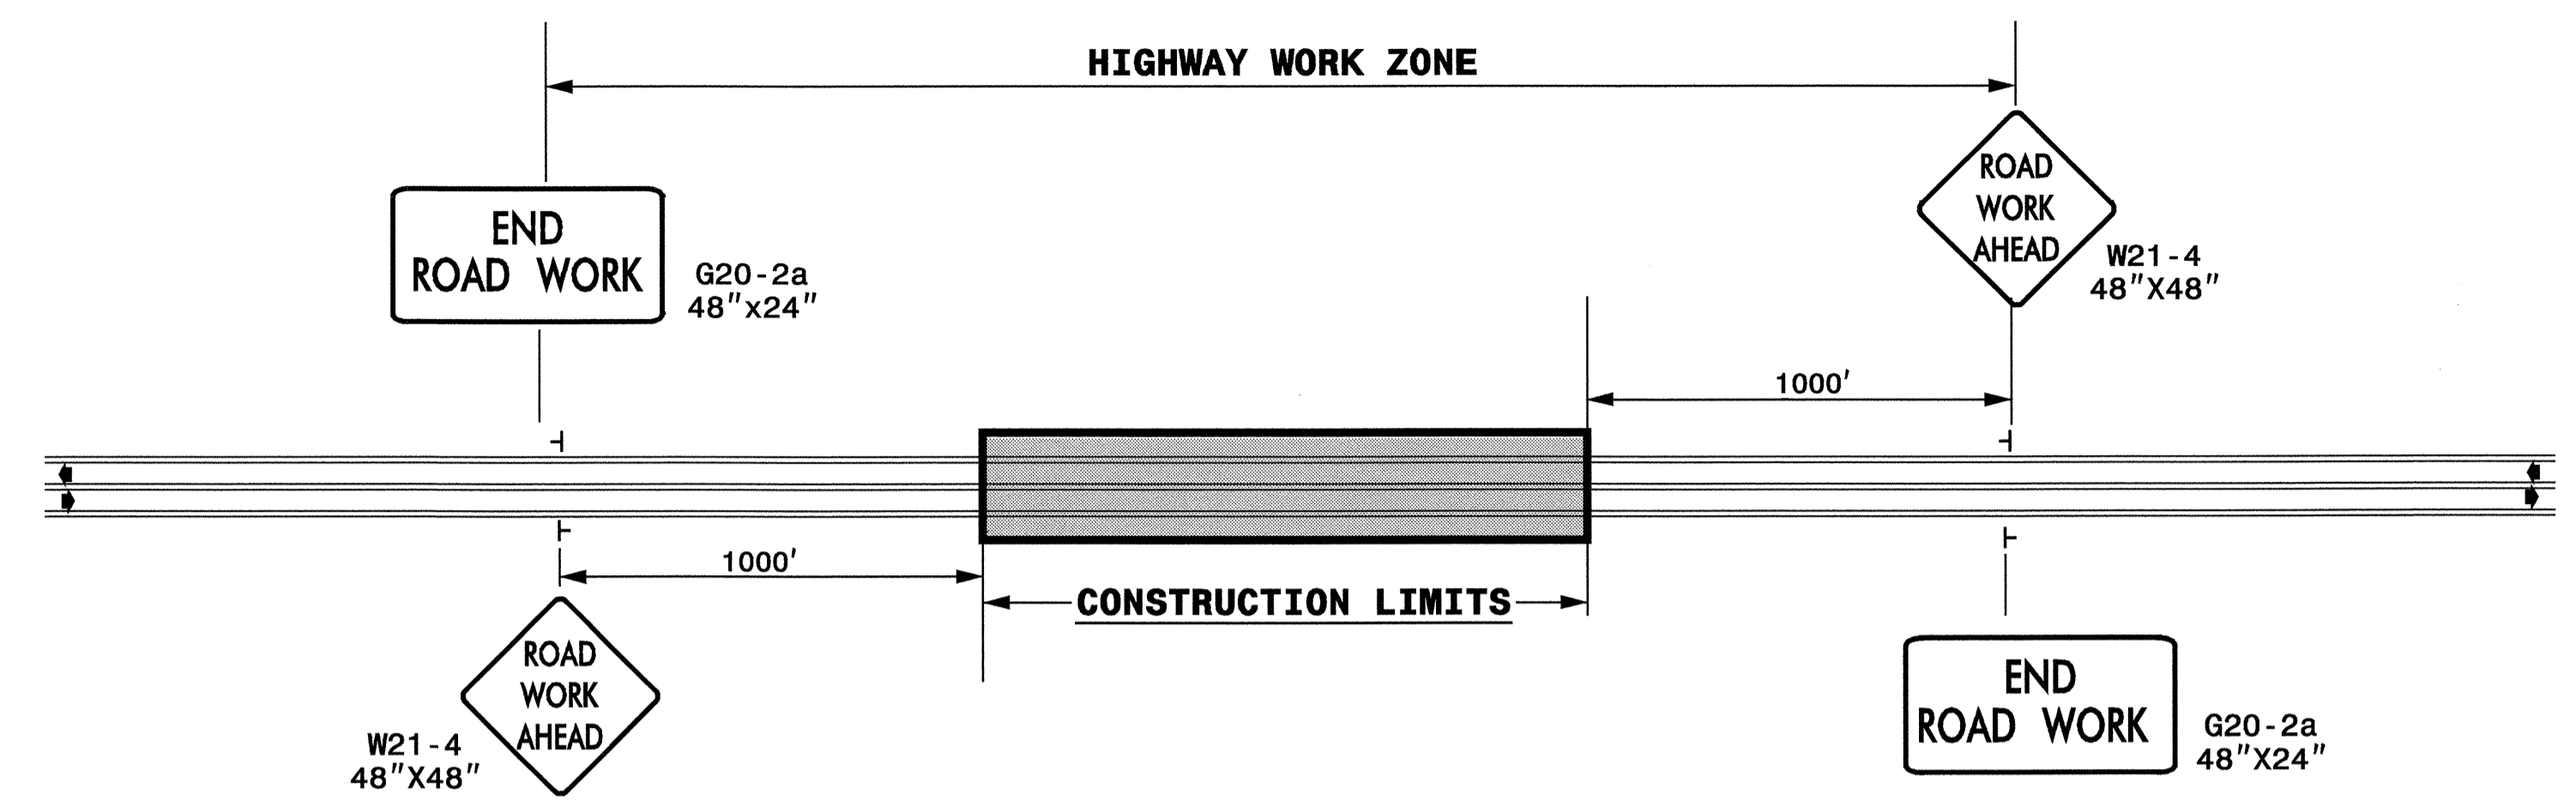 HIGHWAY WORK ZONE
END
ROAD WORK
G20-2a
48"x24"
ROAD
WORK
AHEAD
W21-4
48"X48"
1000'
1000'
CONSTRUCTION LIMITS
ROAD
WORK
AHEAD
W21-4
48"X48"
END
ROAD WORK
G20-2a
48"X24"